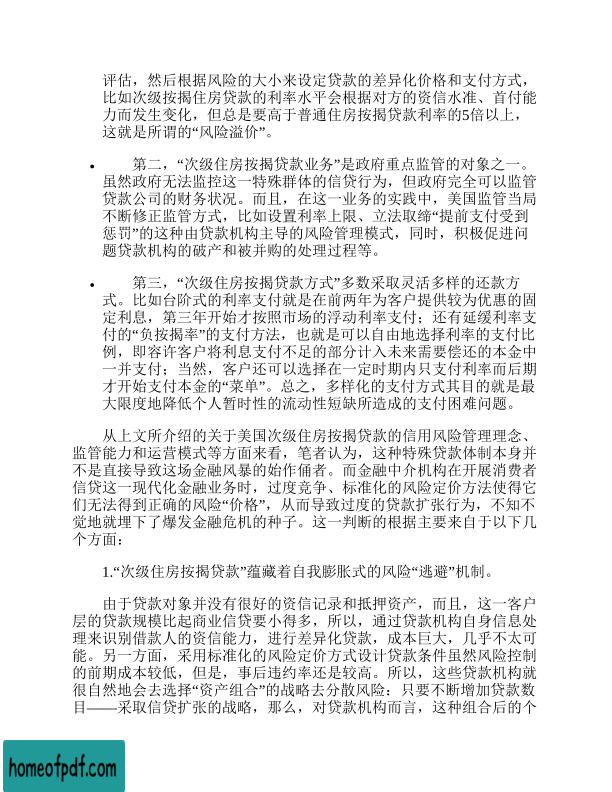 评估，然后根据风险的大小来设定贷款的差异化价格和支付方式，
比如次级按揭住房贷款的利率水平会根据对方的资信水准、首付能
力而发生变化，但总是要高于普通住房按揭贷款利率的5倍以上，
这就是所谓的“风险溢价”。
• 第二，“次级住房按揭贷款业务”是政府重点监管的对象之一。
虽然政府无法监控这一特殊群体的信贷行为，但政府完全可以监管
贷款公司的财务状况。而且，在这一业务的实践中，美国监管当局
不断修正监管方式，比如设置利率上限、立法取缔“提前支付受到
惩罚”的这种由贷款机构主导的风险管理模式，同时，积极促进问
题贷款机构的破产和被并购的处理过程等。
• 第三，“次级住房按揭贷款方式”多数采取灵活多样的还款方
式。比如台阶式的利率支付就是在前两年为客户提供较为优惠的固
定利息，第三年开始才按照市场的浮动利率支付；还有延缓利率支
付的“负按揭率”的支付方法，也就是可以自由地选择利率的支付比
例，即容许客户将利息支付不足的部分计入未来需要偿还的本金中
一并支付；当然，客户还可以选择在一定时期内只支付利率而后期
才开始支付本金的“菜单”。总之，多样化的支付方式其目的就是最
大限度地降低个人暂时性的流动性短缺所造成的支付困难问题。
从上文所介绍的关于美国次级住房按揭贷款的信用风险管理理念、
监管能力和运营模式等方面来看，笔者认为，这种特殊贷款体制本身并
不是直接导致这场金融风暴的始作俑者。而金融中介机构在开展消费者
信贷这一现代化金融业务时，过度竞争、标准化的风险定价方法使得它
们无法得到正确的风险“价格”，从而导致过度的贷款扩张行为，不知不
觉地就埋下了爆发金融危机的种子。这一判断的根据主要来自于以下几
个方面：
1.“次级住房按揭贷款”蕴藏着自我膨胀式的风险“逃避”机制。
由于贷款对象并没有很好的资信记录和抵押资产，而且，这一客户
层的贷款规模比起商业信贷要小得多，所以，通过贷款机构自身信息处
理来识别借款人的资信能力，进行差异化贷款，成本巨大，几乎不太可
能。另一方面，采用标准化的风险定价方式设计贷款条件虽然风险控制
的前期成本较低，但是，事后违约率还是较高。所以，这些贷款机构就
很自然地会去选择“资产组合”的战略去分散风险：只要不断增加贷款数
目——采取信贷扩张的战略，那么，对贷款机构而言，这种组合后的个
homeofpdf.com